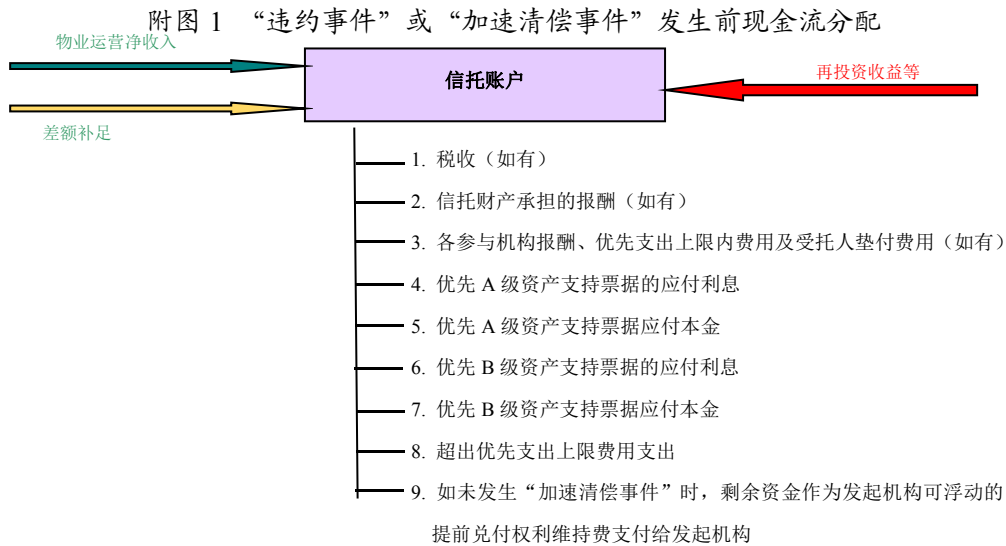 附图 1 “违约事件”或“加速清偿事件”发生前现金流分配
物业运营净收入
信托账户
再投资收益等
差额补足
1. 税收（如有）
2. 信托财产承担的报酬（如有）
3. 各参与机构报酬、优先支出上限内费用及受托人垫付费用（如有）
4. 优先 A 级资产支持票据的应付利息
5. 优先 A 级资产支持票据应付本金
6. 优先 B 级资产支持票据的应付利息
7. 优先 B 级资产支持票据应付本金
8. 超出优先支出上限费用支出
9. 如未发生“加速清偿事件”时，剩余资金作为发起机构可浮动的
提前兑付权利维持费支付给发起机构